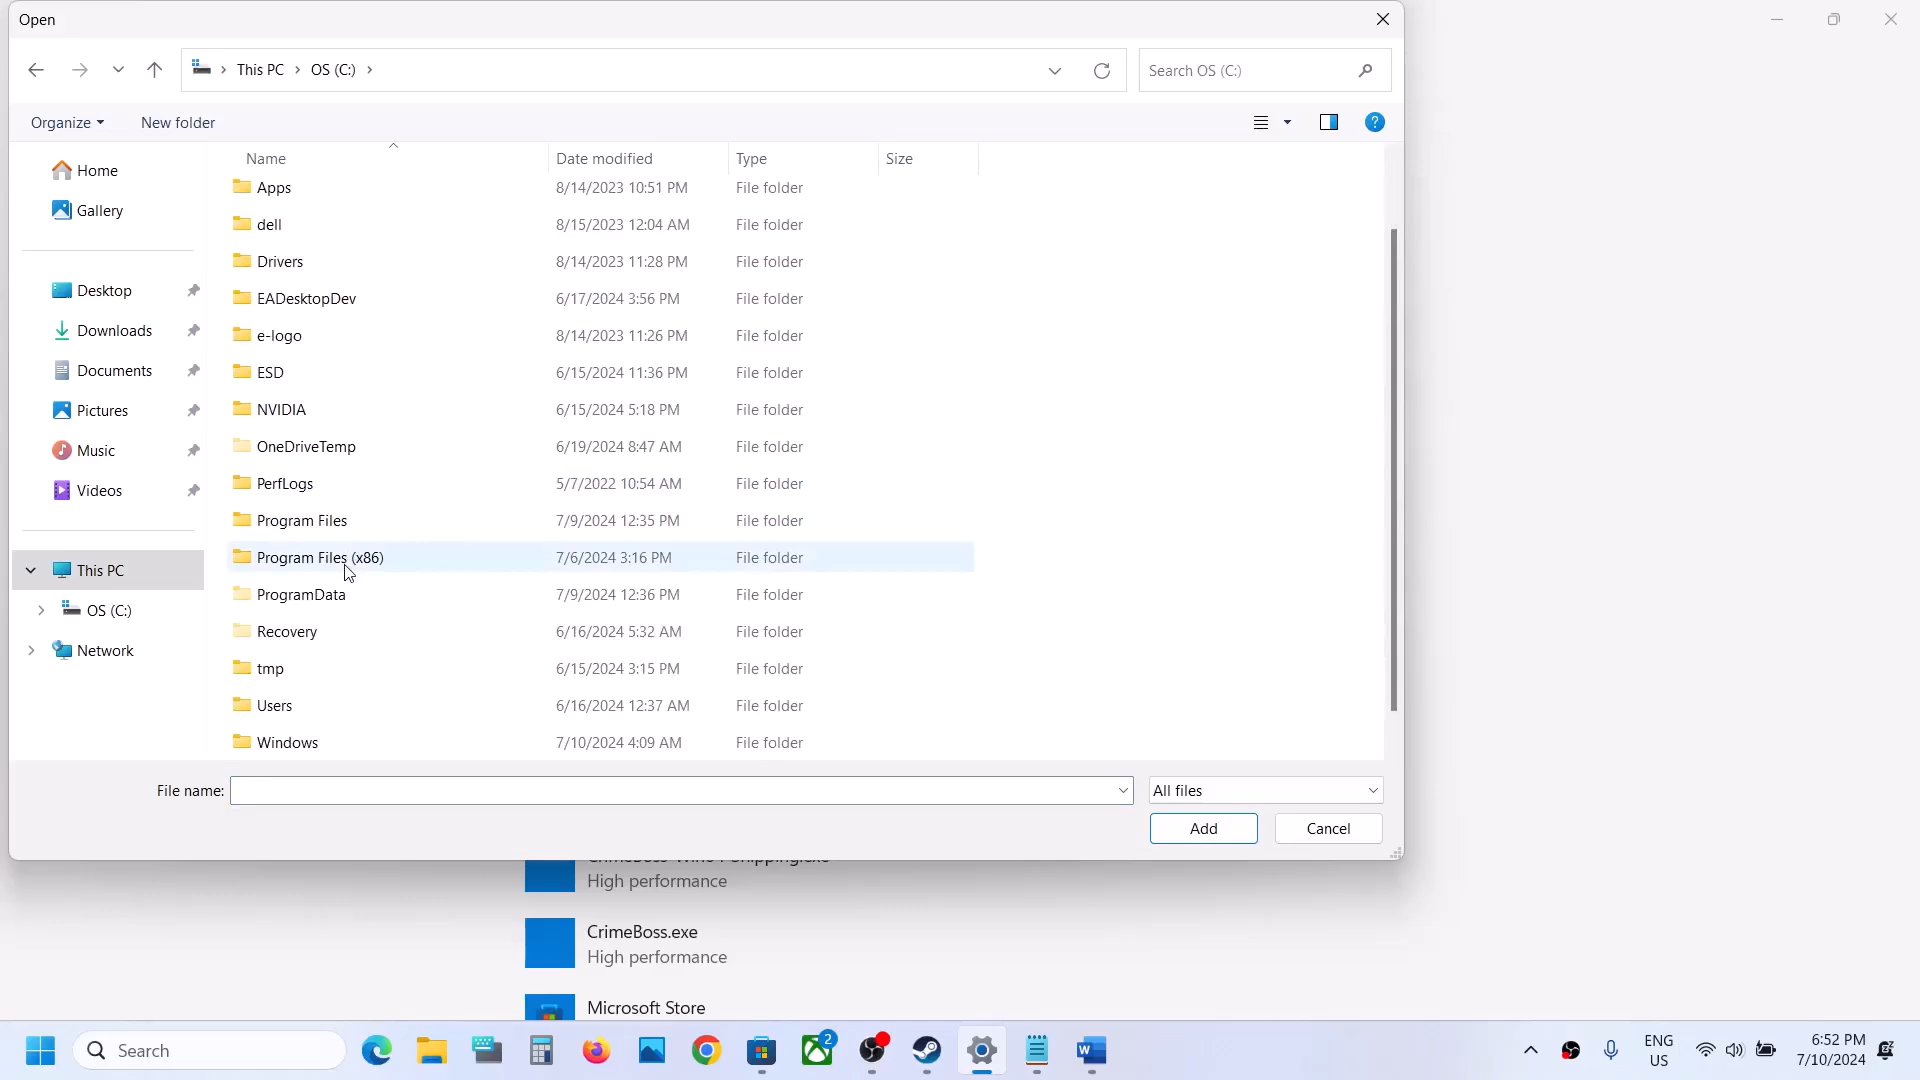 Open
This PC > OS (C:) >
Search OS (C:)
Organize
New folder
?
Name Date modified Type Size
Home
Gallery
Desktop
Downloads
Documents
Pictures
Music
Videos
This PC
OS (C:)
Network
Apps 8/14/2023 10:51 PM File folder
dell 8/15/2023 12:04 AM File folder
Drivers 8/14/2023 11:28 PM File folder
EADesktopDev 6/17/2024 3:56 PM File folder
e-logo 8/14/2023 11:26 PM File folder
ESD 6/15/2024 11:36 PM File folder
NVIDIA 6/15/2024 5:18 PM File folder
OneDriveTemp 6/19/2024 8:47 AM File folder
PerfLogs 5/7/2022 10:54 AM File folder
Program Files 7/9/2024 12:35 PM File folder
Program Files (x86) 7/6/2024 3:16 PM File folder
ProgramData 7/9/2024 12:36 PM File folder
Recovery 6/16/2024 5:32 AM File folder
tmp 6/15/2024 3:15 PM File folder
Users 6/16/2024 12:37 AM File folder
Windows 7/10/2024 4:09 AM File folder
File name:
All files
Add
Cancel
High performance
CrimeBoss.exe
High performance
Microsoft Store
Search
2
ENG
US
6:52 PM
7/10/2024